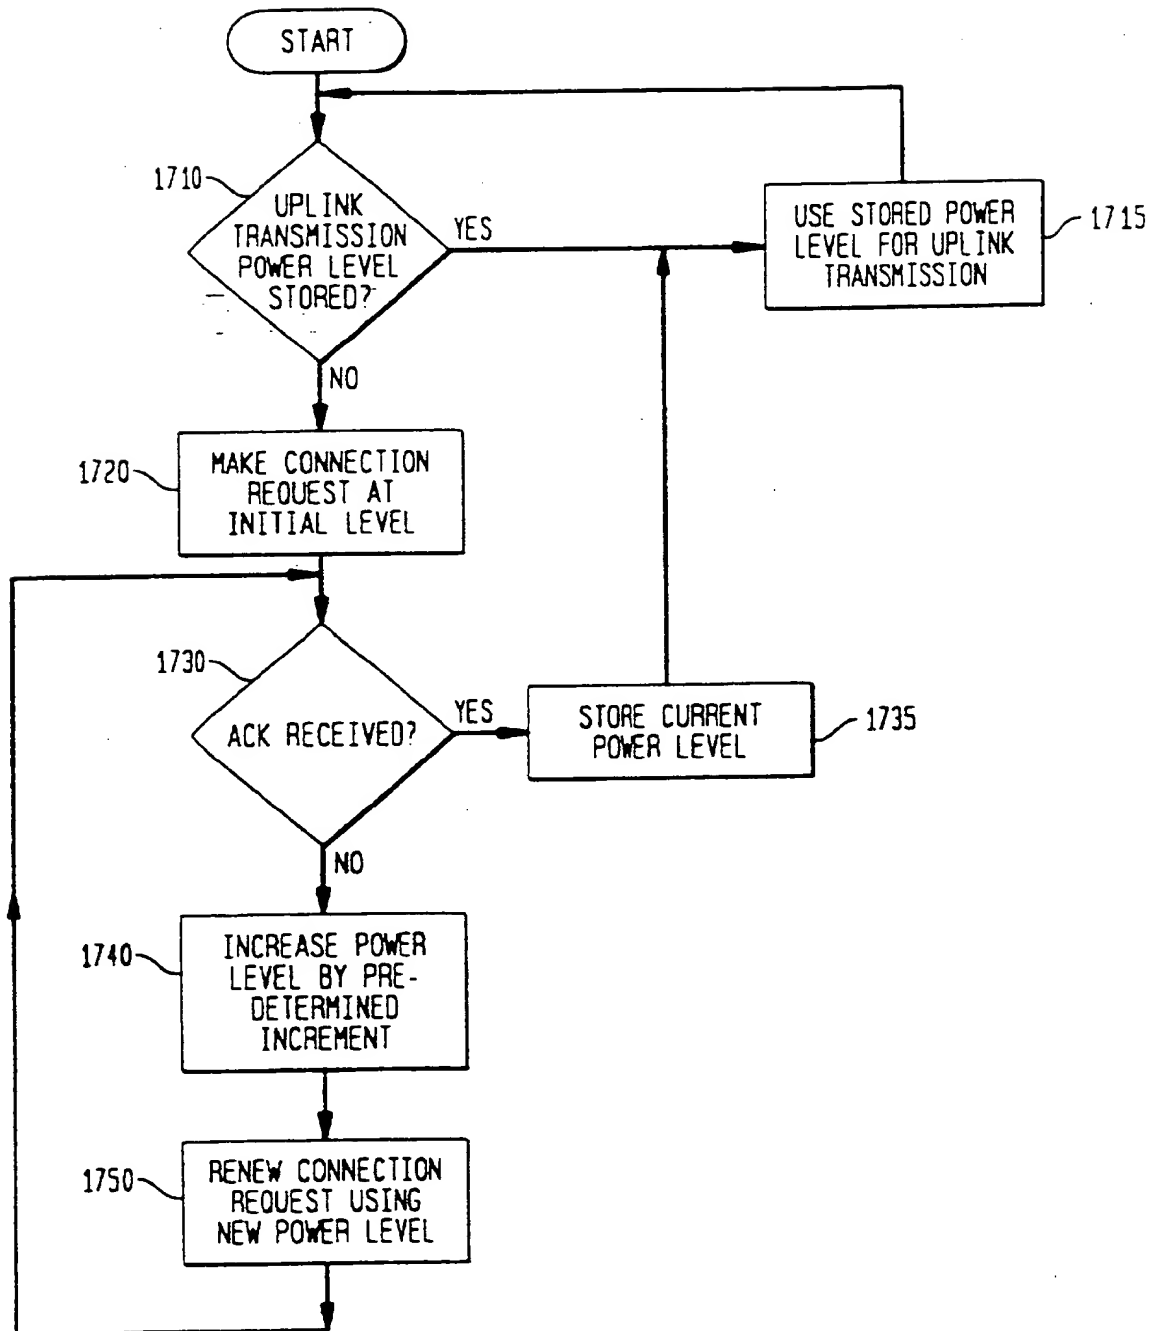 START
1710
UPLINK
TRANSMISSION
POWER LEVEL
STORED?
YES
USE STORED POWER
LEVEL FOR UPLINK
TRANSMISSION
1715
NO
1720
MAKE CONNECTION
REQUEST AT
INITIAL LEVEL
1730
ACK RECEIVED?
YES
STORE CURRENT
POWER LEVEL
1735
NO
1740
INCREASE POWER
LEVEL BY PRE-
DETERMINED
INCREMENT
1750
RENEW CONNECTION
REQUEST USING
NEW POWER LEVEL